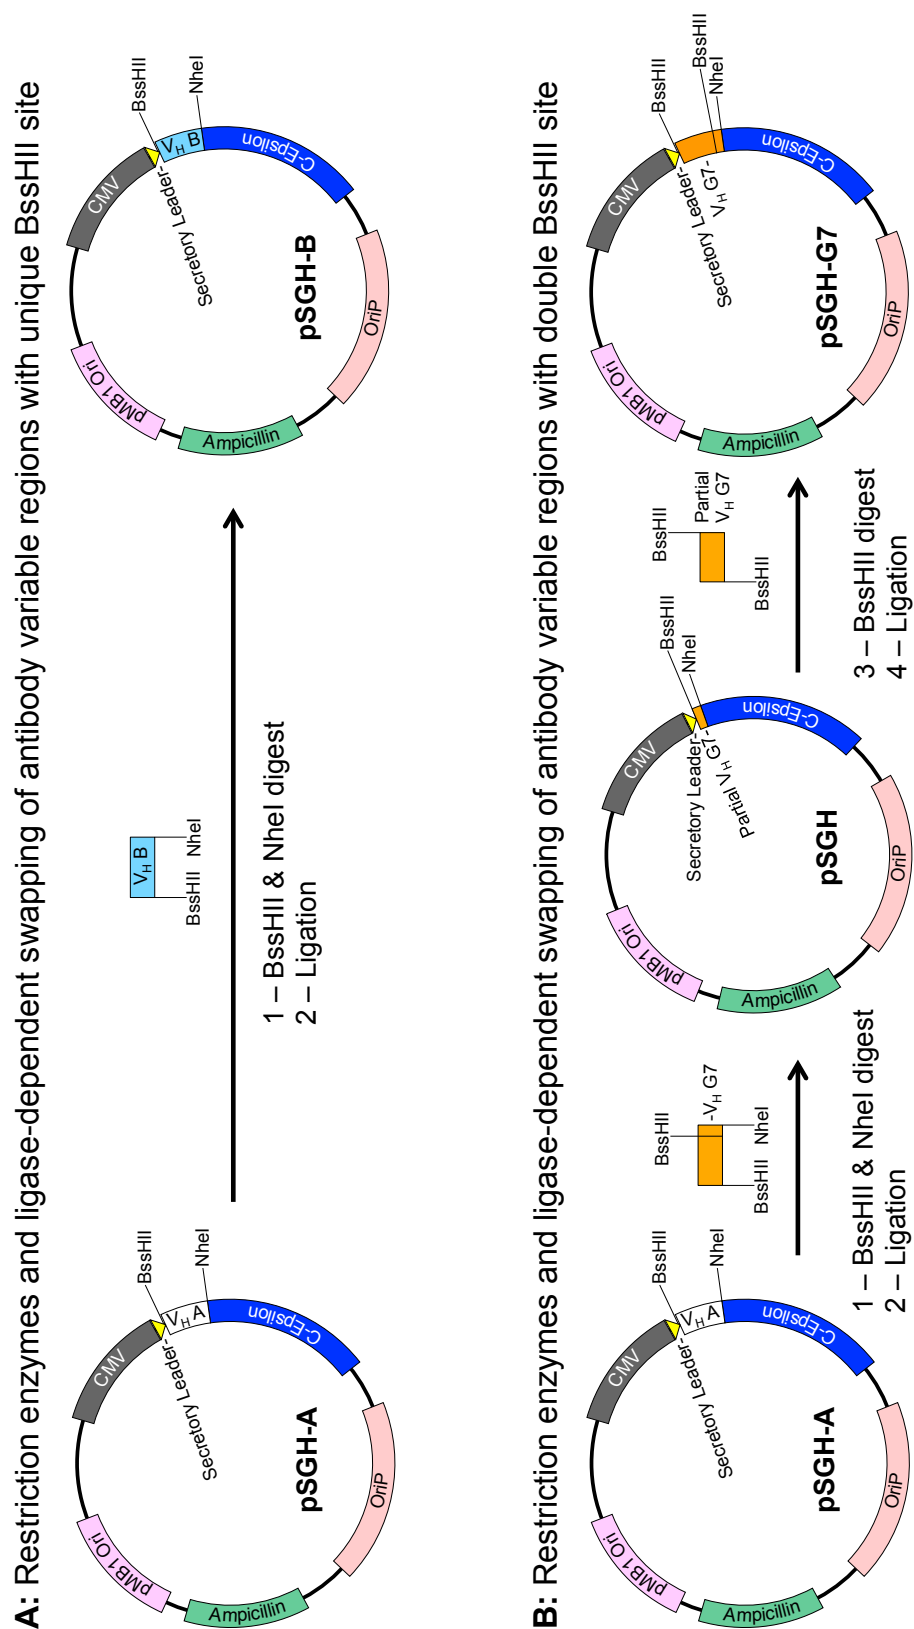 A: Restriction enzymes and ligase-dependent swapping of antibody variable regions with unique BssHII site
CMV
BssHII
VH A
NheI
Secretory Leader
C-Epsilon
pSGH-A
OriP
Ampicillin
pMB1 Ori
VH B
BssHII NheI
1 – BssHII & NheI digest
2 – Ligation
CMV
BssHII
VH B
NheI
Secretory Leader
C-Epsilon
pSGH-B
OriP
Ampicillin
pMB1 Ori
B: Restriction enzymes and ligase-dependent swapping of antibody variable regions with double BssHII site
CMV
BssHII
VH A
NheI
Secretory Leader
C-Epsilon
pSGH-A
OriP
Ampicillin
pMB1 Ori
BssHII
-VH G7
BssHII NheI
1 – BssHII & NheI digest
2 – Ligation
CMV
BssHII
NheI
Secretory Leader
Partial VH G7
C-Epsilon
pSGH
OriP
Ampicillin
pMB1 Ori
BssHII
Partial
VH G7
BssHII
3 – BssHII digest
4 – Ligation
CMV
BssHII
BssHII
NheI
Secretory Leader
VH G7
C-Epsilon
pSGH-G7
OriP
Ampicillin
pMB1 Ori